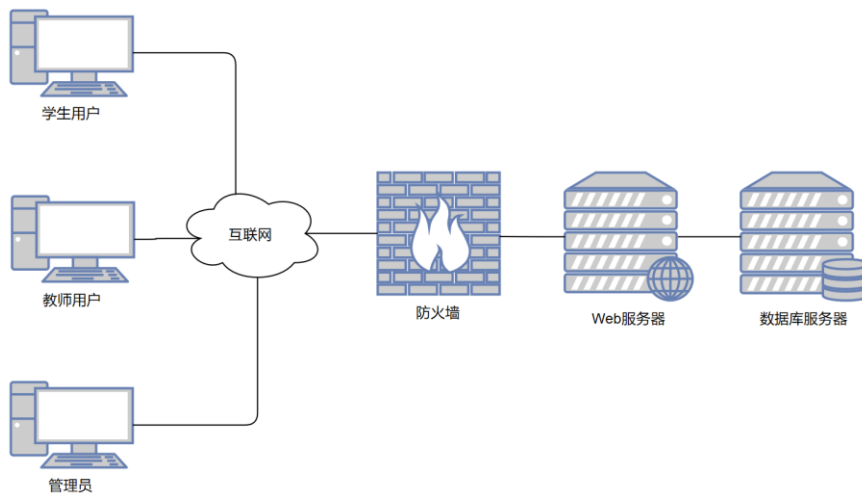 学生用户
教师用户
互联网
防火墙
Web服务器
数据库服务器
管理员